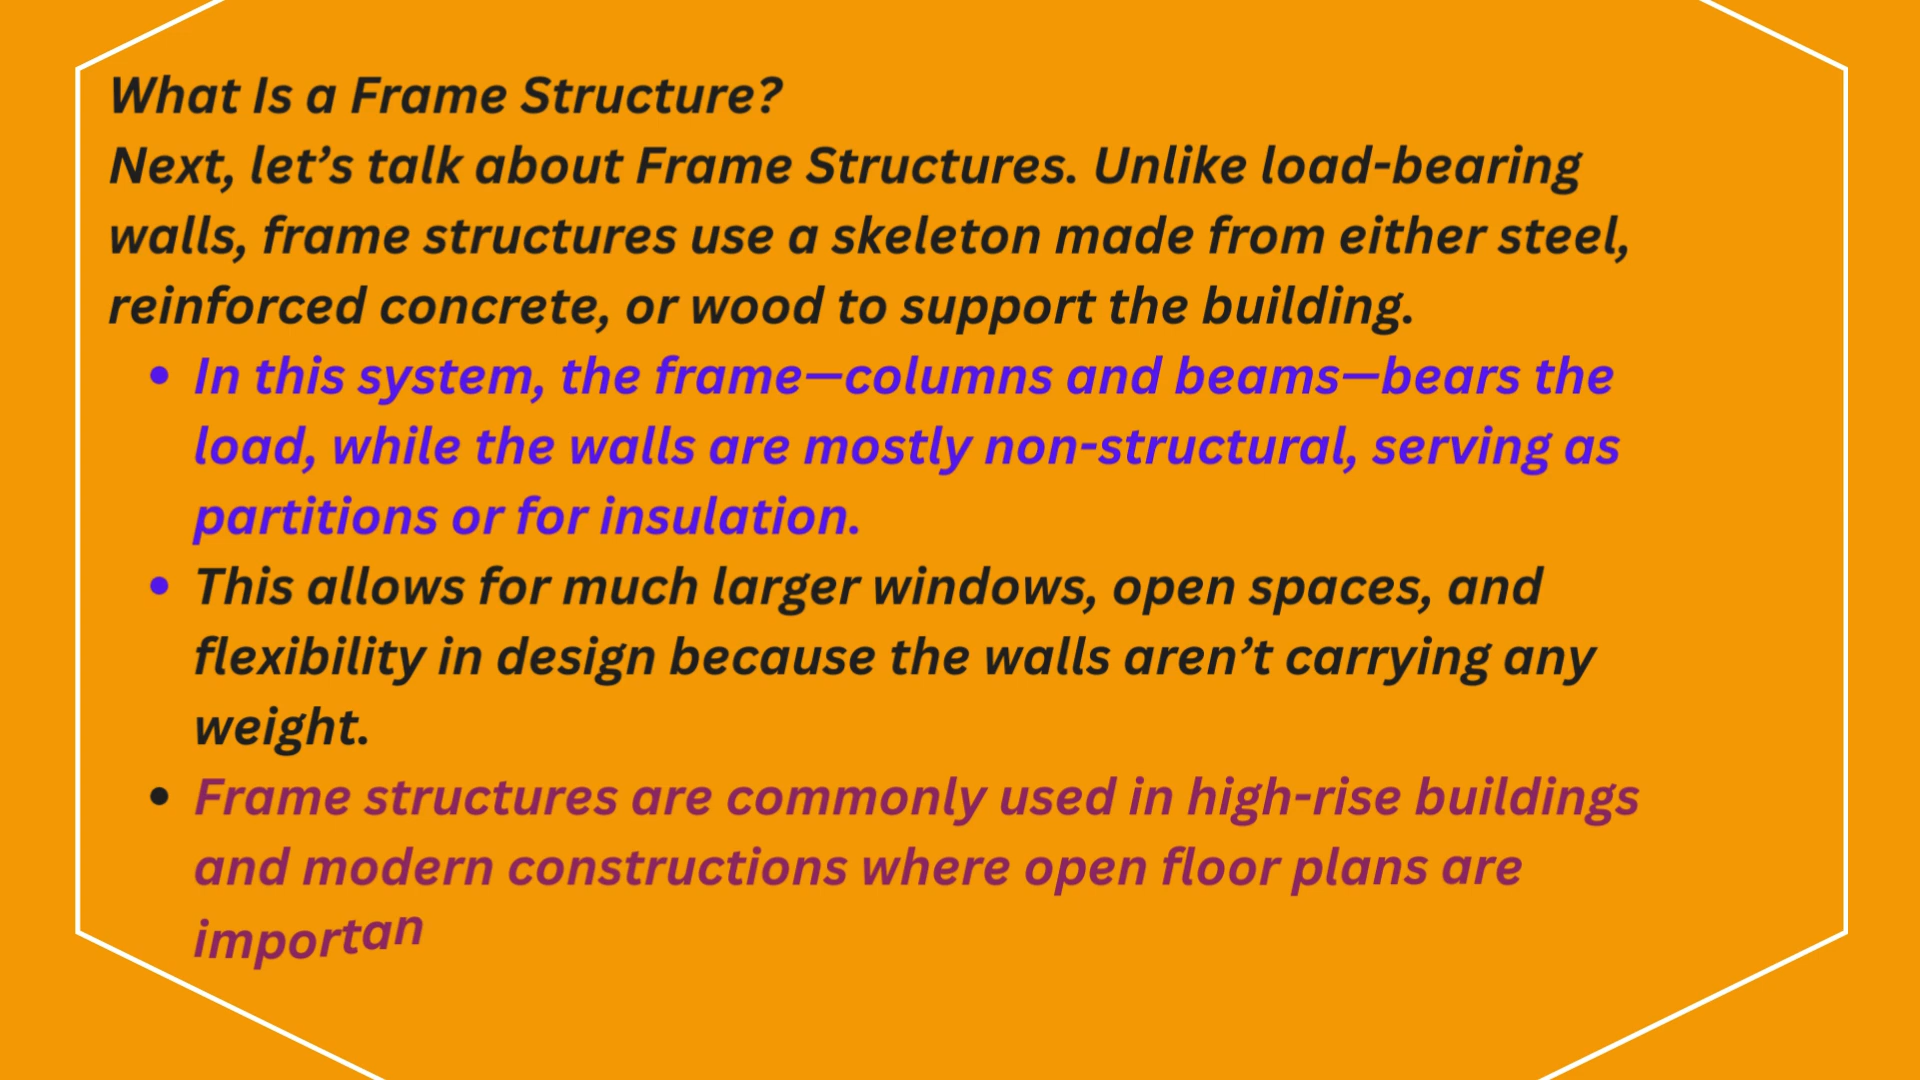 What Is a Frame Structure?
Next, let’s talk about Frame Structures. Unlike load-bearing
walls, frame structures use a skeleton made from either steel,
reinforced concrete, or wood to support the building.
• In this system, the frame—columns and beams—bears the
load, while the walls are mostly non-structural, serving as
partitions or for insulation.
• This allows for much larger windows, open spaces, and
flexibility in design because the walls aren’t carrying any
weight.
• Frame structures are commonly used in high-rise buildings
and modern constructions where open floor plans are
importan